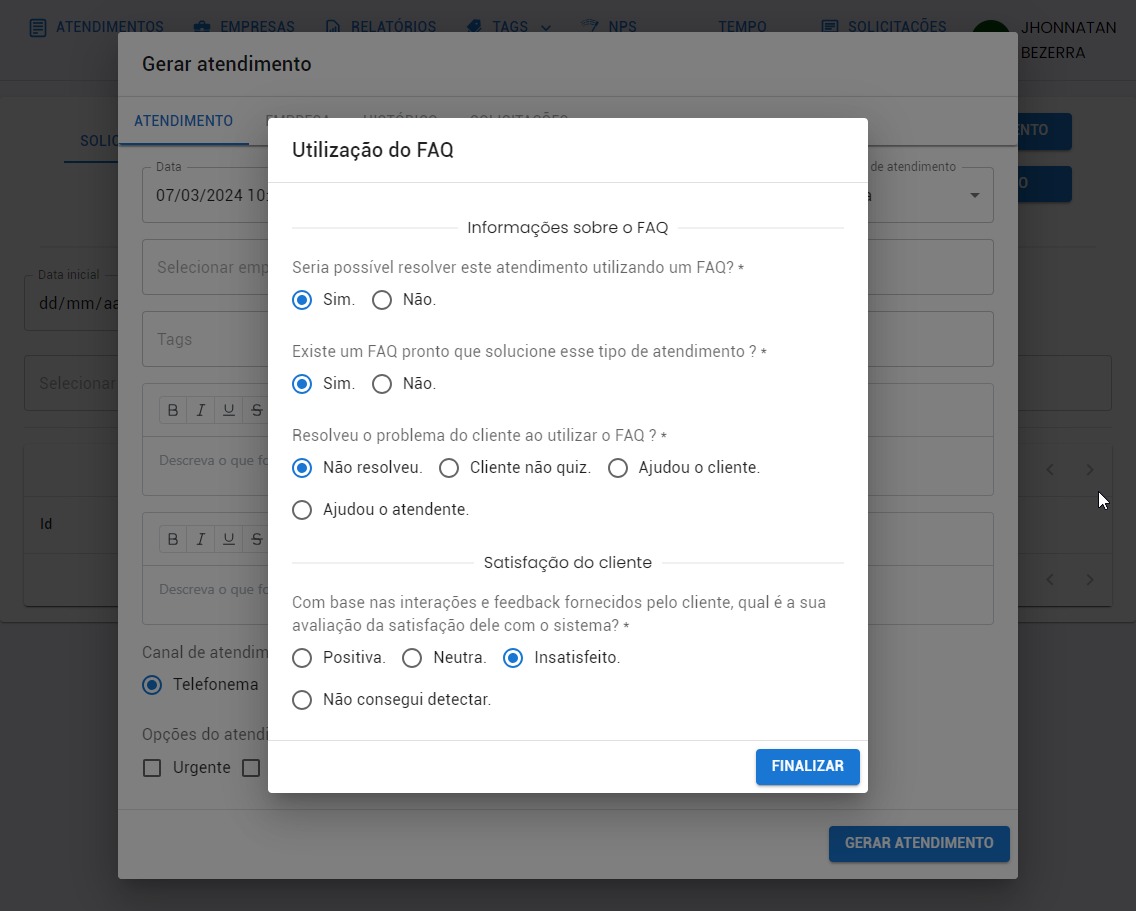 ATENDIMENTOS EMPRESAS RELATÓRIOS TAGS NPS TEMPO SOLICITAÇÕES JHONNATAN
BEZERRA
Gerar atendimento
ATENDIMENTO EMPRESA HISTÓRICO SOLICITAÇÕES
Utilização do FAQ
Data
07/03/2024 10:
de atendimento
Informações sobre o FAQ
Seria possível resolver este atendimento utilizando um FAQ? *
Selecionar emp
Data inicial
dd/mm/aa
Sim. Não.
Tags
Existe um FAQ pronto que solucione esse tipo de atendimento ? *
Selecionar
Sim. Não.
B I U S
Resolveu o problema do cliente ao utilizar o FAQ ? *
Descreva o que fo
Não resolveu. Cliente não quiz. Ajudou o cliente.
Ajudou o atendente.
Id
B I U S
Satisfação do cliente
Descreva o que fo
Com base nas interações e feedback fornecidos pelo cliente, qual é a sua
avaliação da satisfação dele com o sistema? *
Canal de atendim
Positiva. Neutra. Insatisfeito.
Telefonema
Não consegui detectar.
Opções do atendi
Urgente
FINALIZAR
GERAR ATENDIMENTO